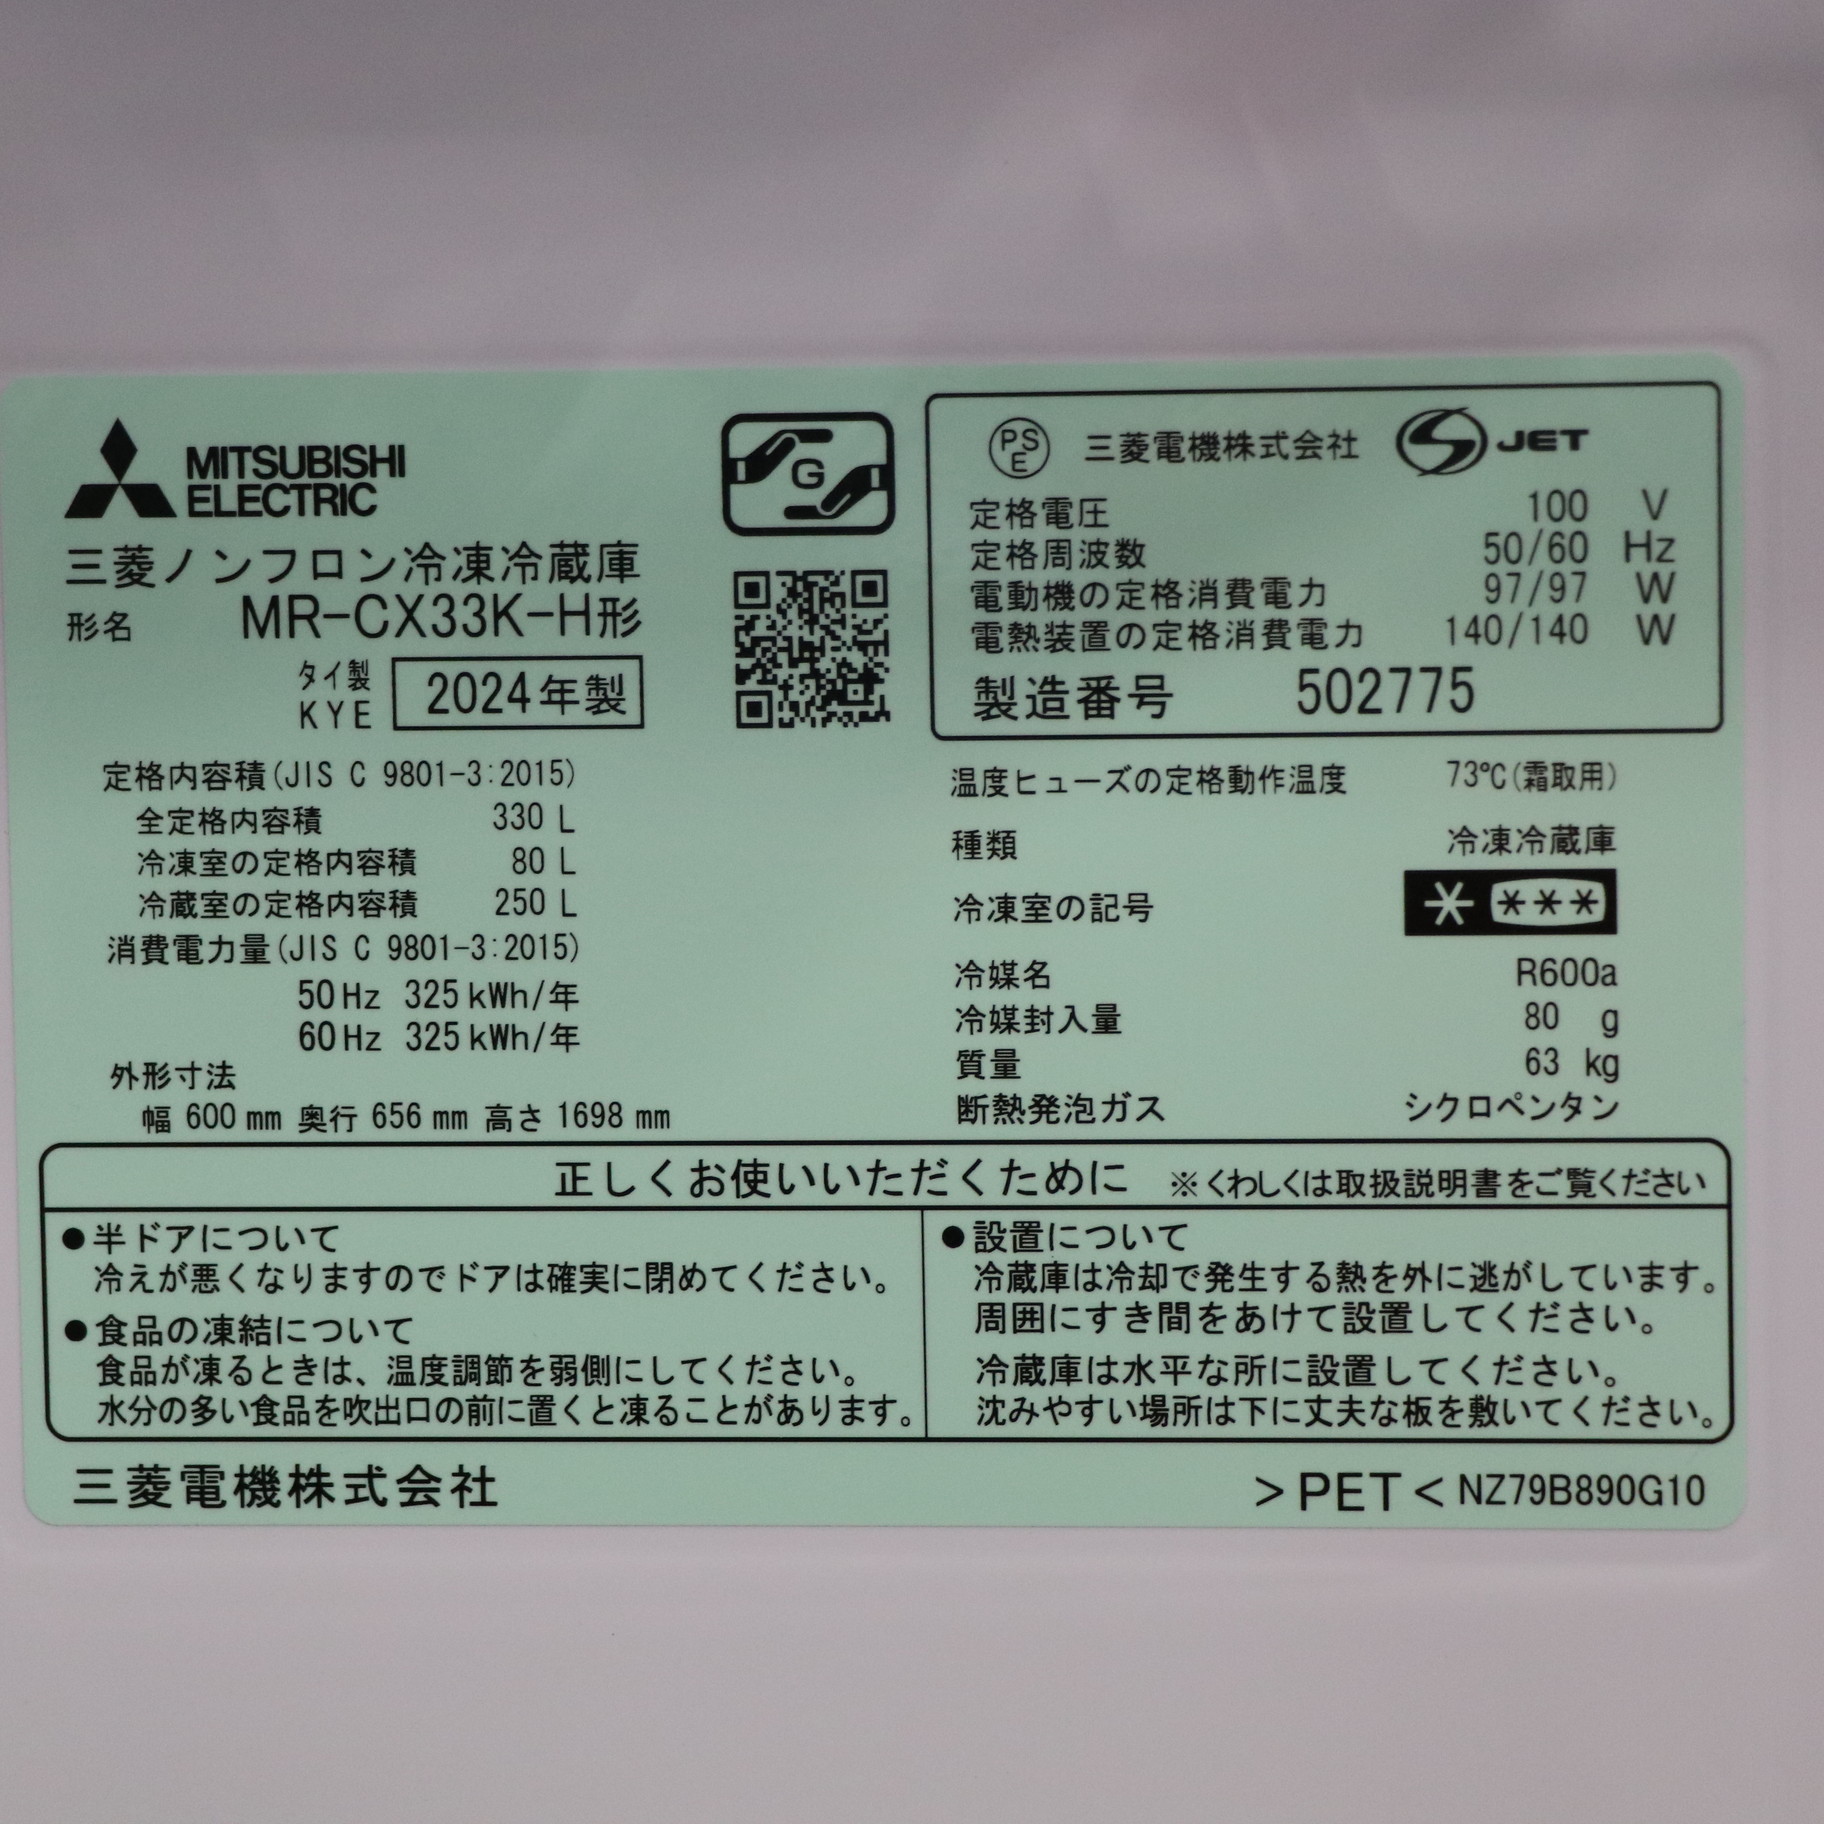 MITSUBISHI
ELECTRIC
三菱ノンフロン冷凍冷蔵庫
形名 MR-CX33K-H形
タイ製
KYE 2024年製
G
定格内容積(JIS C 9801-3:2015)
全定格内容積 330 L
冷凍室の定格内容積 80 L
冷蔵室の定格内容積 250 L
消費電力量(JIS C 9801-3:2015)
50Hz 325kWh/年
60Hz 325kWh/年
外形寸法
幅 600mm 奥行 656mm 高さ 1698mm
PS
E 三菱電機株式会社 JET
定格電圧 100 V
定格周波数 50/60 Hz
電動機の定格消費電力 97/97 W
電熱装置の定格消費電力 140/140 W
製造番号 502775
温度ヒューズの定格動作温度 73℃(霜取用)
種類 冷凍冷蔵庫
冷凍室の記号 * ***
冷媒名 R600a
冷媒封入量 80 g
質量 63 kg
断熱発泡ガス シクロペンタン
正しくお使いいただくために ※くわしくは取扱説明書をご覧ください
●半ドアについて
冷えが悪くなりますのでドアは確実に閉めてください。
●食品の凍結について
食品が凍るときは、温度調節を弱側にしてください。
水分の多い食品を吹出口の前に置くと凍ることがあります。
●設置について
冷蔵庫は冷却で発生する熱を外に逃がしています。
周囲にすき間をあけて設置してください。
冷蔵庫は水平な所に設置してください。
沈みやすい場所は下に丈夫な板を敷いてください。
三菱電機株式会社
>PET< NZ79B890G10